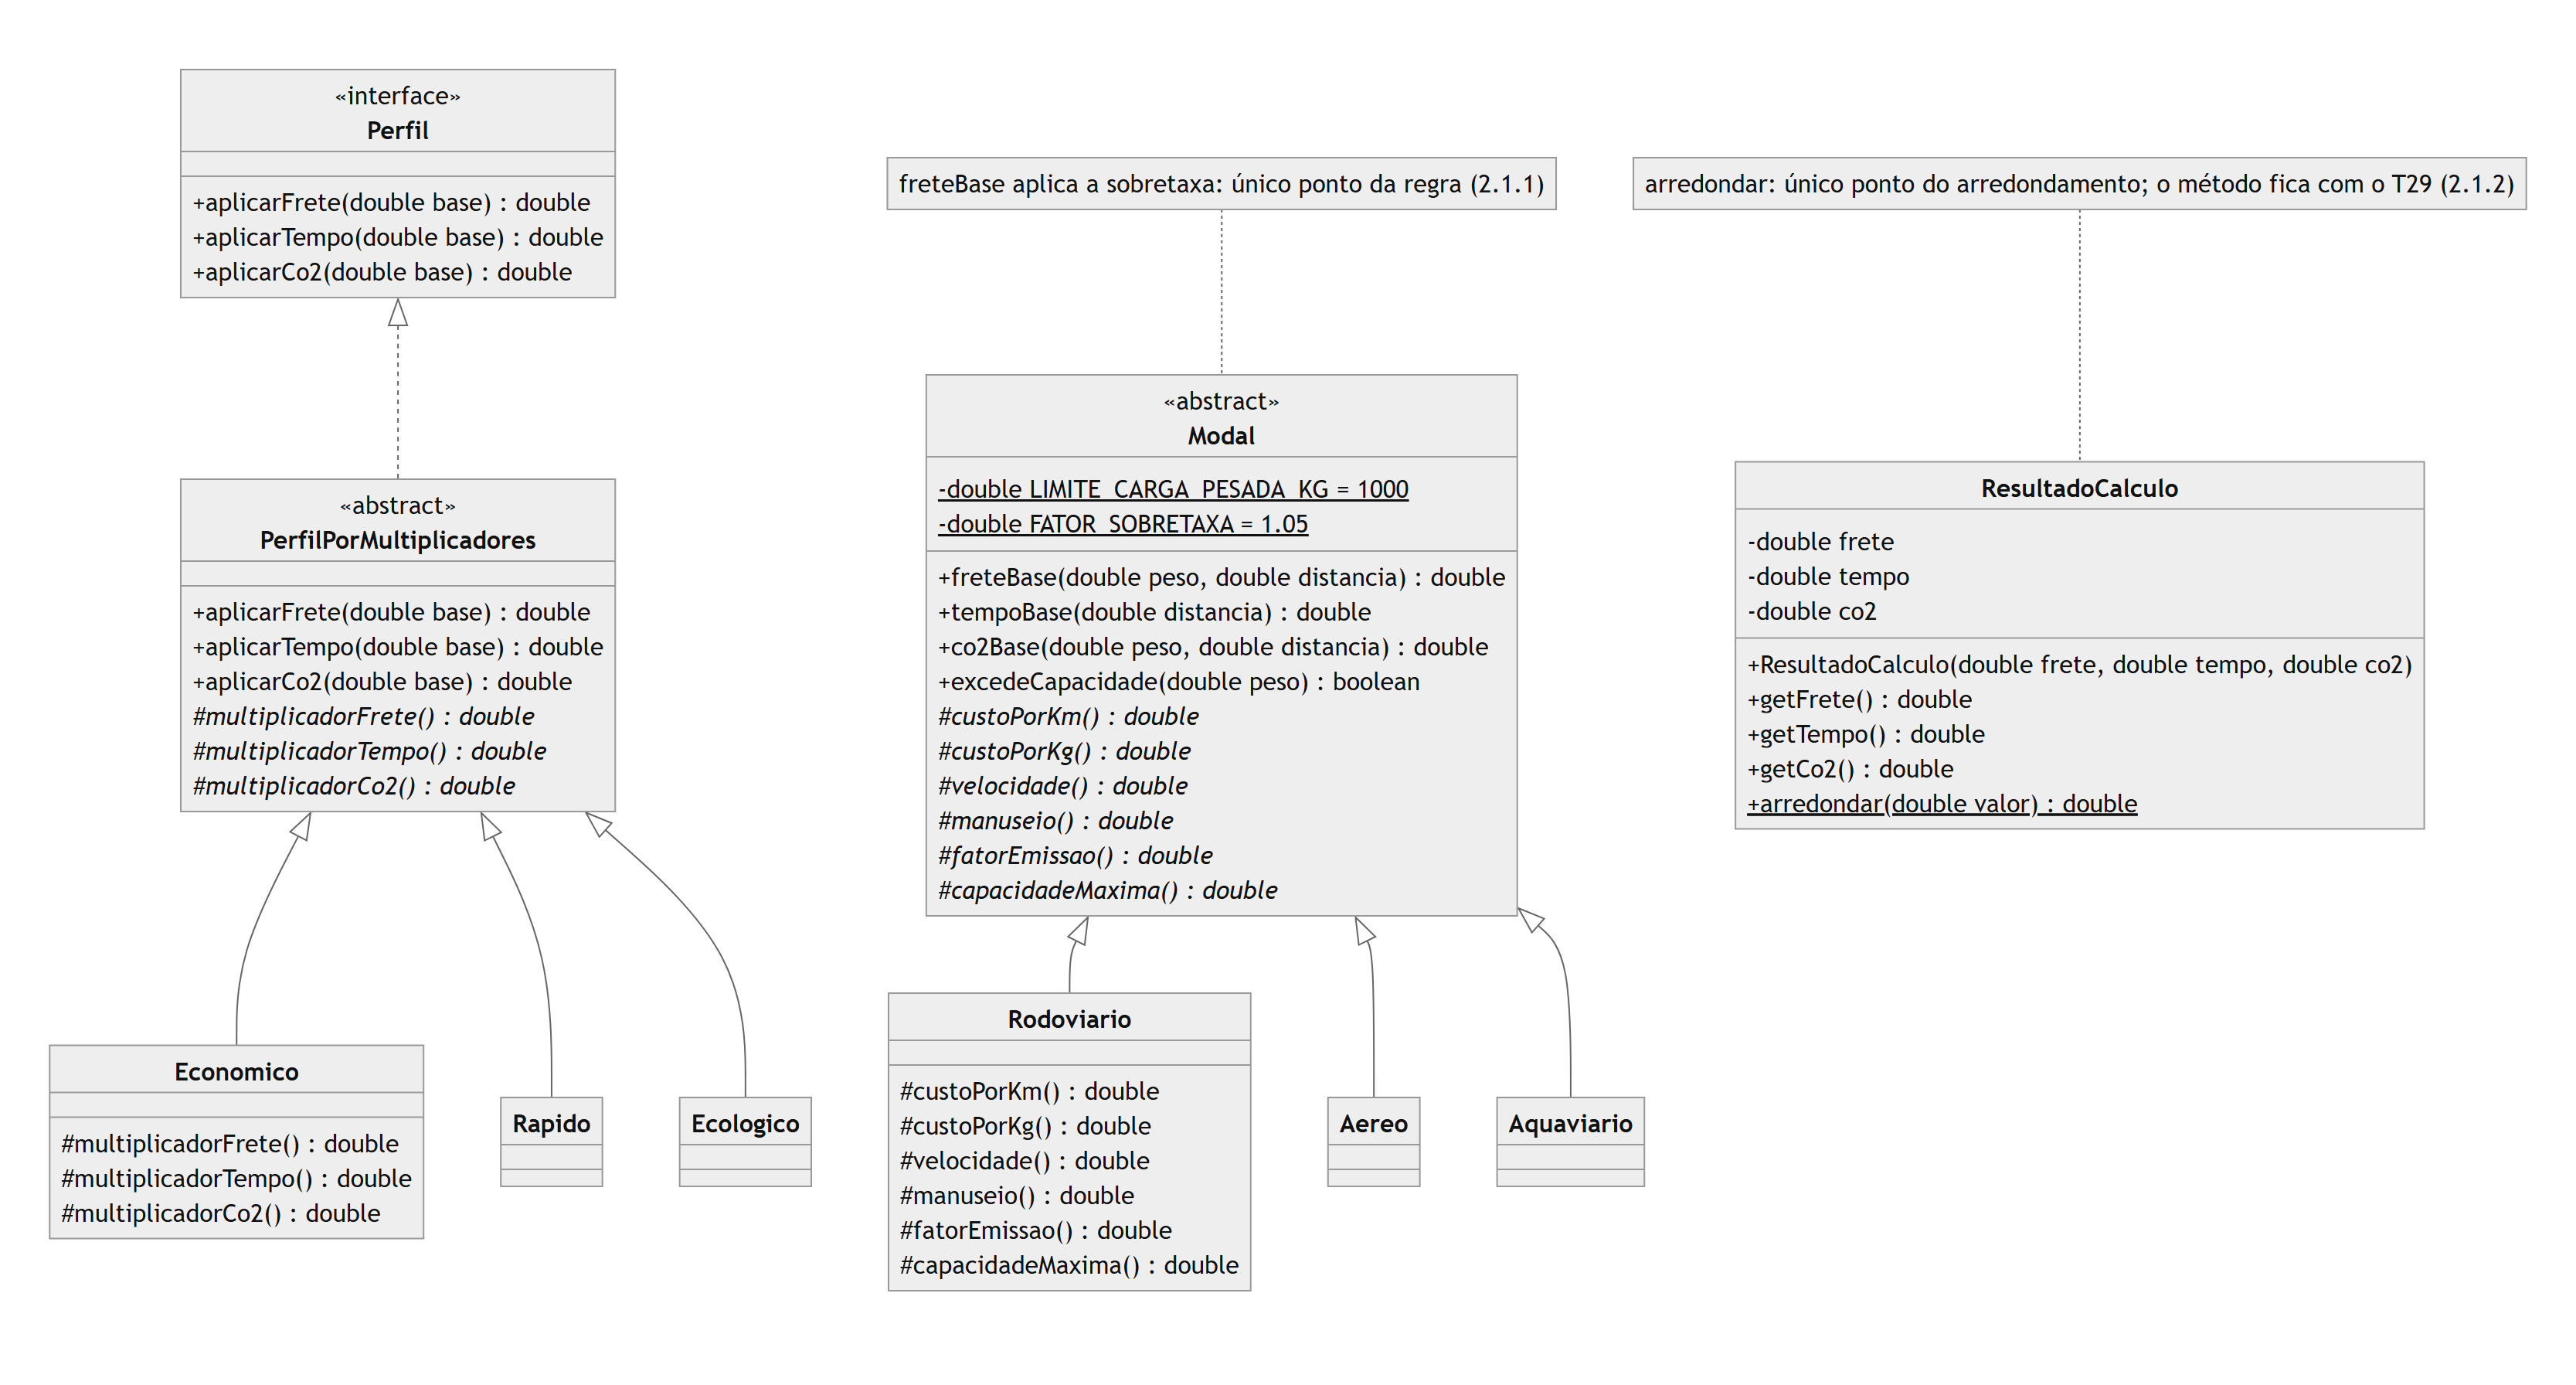 «interface»
Perfil
+aplicarFrete(double base) : double
+aplicarTempo(double base) : double
+aplicarCo2(double base) : double
«abstract»
PerfilPorMultiplicadores
+aplicarFrete(double base) : double
+aplicarTempo(double base) : double
+aplicarCo2(double base) : double
#multiplicadorFrete() : double
#multiplicadorTempo() : double
#multiplicadorCo2() : double
Economico
#multiplicadorFrete() : double
#multiplicadorTempo() : double
#multiplicadorCo2() : double
Rapido
Ecologico
freteBase aplica a sobretaxa: único ponto da regra (2.1.1)
«abstract»
Modal
-double LIMITE_CARGA_PESADA_KG = 1000
-double FATOR_SOBRETAXA = 1.05
+freteBase(double peso, double distancia) : double
+tempoBase(double distancia) : double
+co2Base(double peso, double distancia) : double
+excedeCapacidade(double peso) : boolean
#custoPorKm() : double
#custoPorKg() : double
#velocidade() : double
#manuseio() : double
#fatorEmissao() : double
#capacidadeMaxima() : double
Rodoviario
#custoPorKm() : double
#custoPorKg() : double
#velocidade() : double
#manuseio() : double
#fatorEmissao() : double
#capacidadeMaxima() : double
Aereo
Aquaviario
arredondar: único ponto do arredondamento; o método fica com o T29 (2.1.2)
ResultadoCalculo
-double frete
-double tempo
-double co2
+ResultadoCalculo(double frete, double tempo, double co2)
+getFrete() : double
+getTempo() : double
+getCo2() : double
+arredondar(double valor) : double